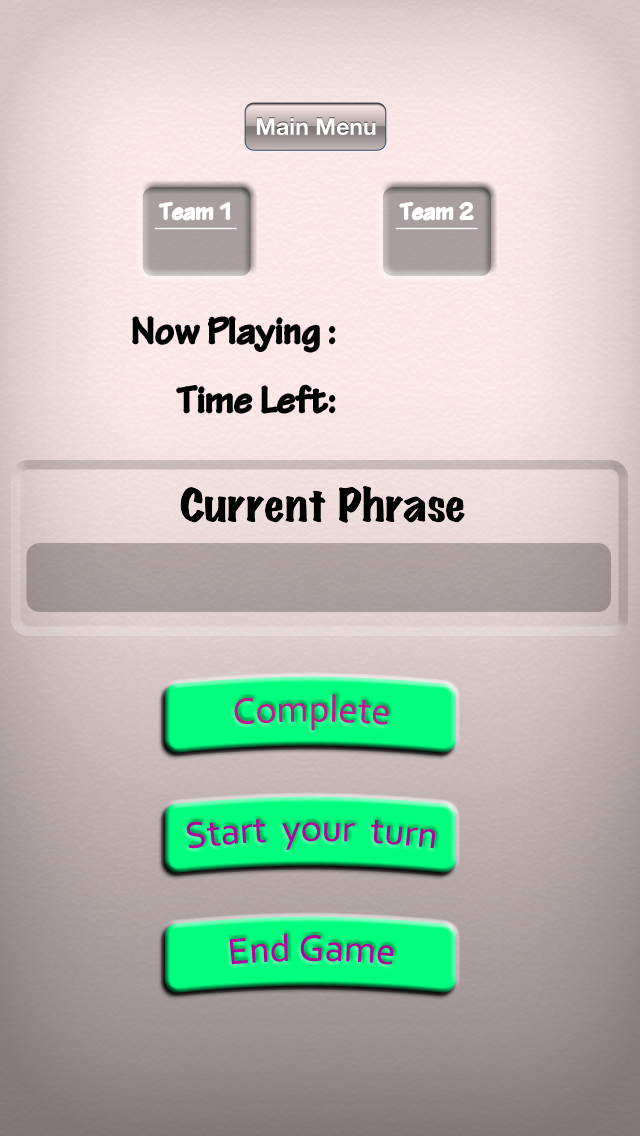 Main Menu
Team 1
Team 2
Now Playing :
Time Left:
Current Phrase
Complete
Start your turn
End Game